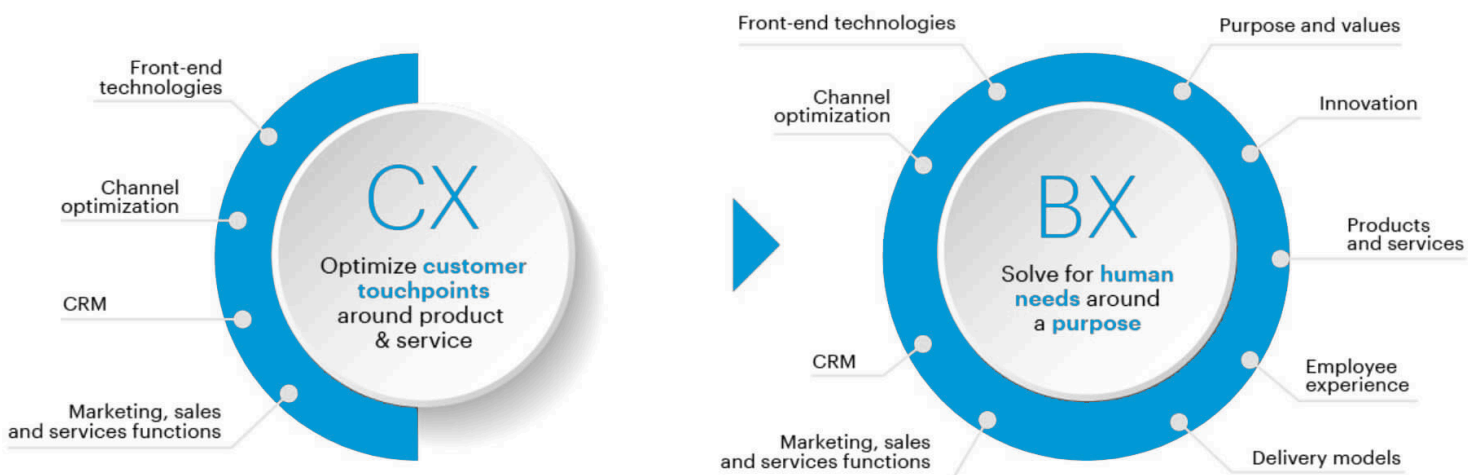 Front-end
technologies
Channel
optimization
CRM
Marketing, sales
and services functions
CX
Optimize customer
touchpoints
around product
& service
Front-end technologies
Channel
optimization
CRM
Marketing, sales
and services functions
BX
Solve for human
needs around
a purpose
Purpose and values
Innovation
Products
and services
Employee
experience
Delivery models